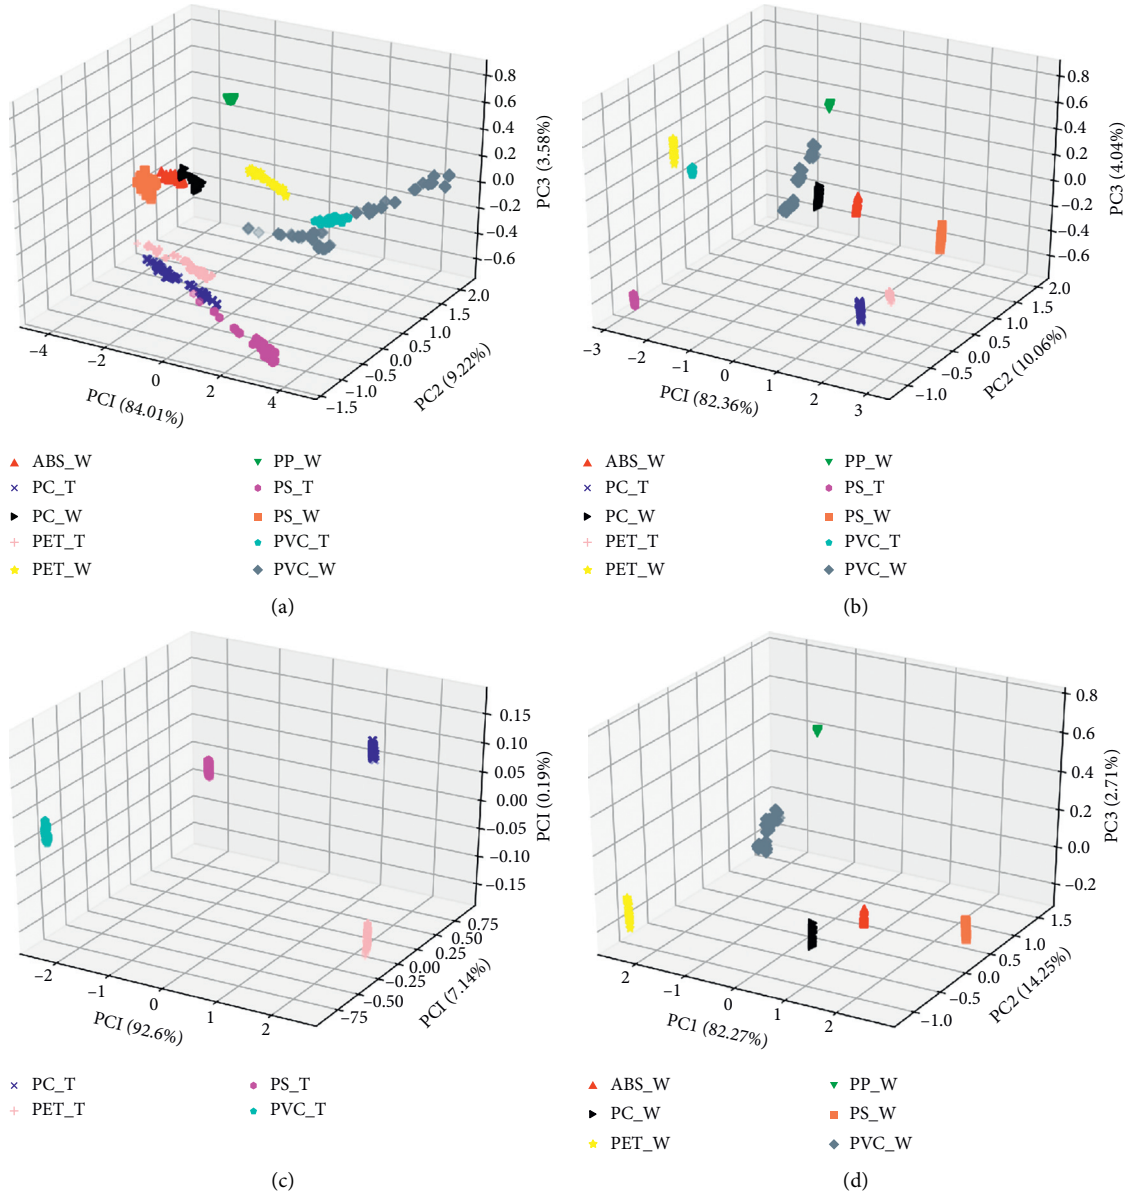 0.8
0.6
0.4
0.2
0.0
−0.2
−0.4
−0.6
PC3 (3.58%)
2.0
1.5
1.0
0.5
0.0
−0.5
−1.0
−1.5
PC2 (9.22%)
−4
−2
0
2
4
PCI (84.01%)
ABS_W
PC_T
PC_W
PET_T
PET_W
PP_W
PS_T
PS_W
PVC_T
PVC_W
(a)
0.8
0.6
0.4
0.2
0.0
−0.2
−0.4
−0.6
PC3 (4.04%)
2.0
1.5
1.0
0.5
0.0
−0.5
−1.0
PC2 (10.06%)
−3
−2
−1
0
1
2
3
PCI (82.36%)
ABS_W
PC_T
PC_W
PET_T
PET_W
PP_W
PS_T
PS_W
PVC_T
PVC_W
(b)
0.15
0.10
0.05
0.00
−0.05
−0.10
−0.15
PCI (0.19%)
0.75
0.50
0.25
0.00
−0.25
−0.50
−75
PCI (7.14%)
−2
−1
0
1
2
PCI (92.6%)
PC_T
PET_T
PS_T
PVC_T
(c)
0.8
0.6
0.4
0.2
0.0
−0.2
PC3 (2.71%)
1.5
1.0
0.5
0.0
−0.5
−1.0
PC2 (14.25%)
2
1
0
1
2
PC1 (82.27%)
ABS_W
PC_W
PET_W
PP_W
PS_W
PVC_W
(d)